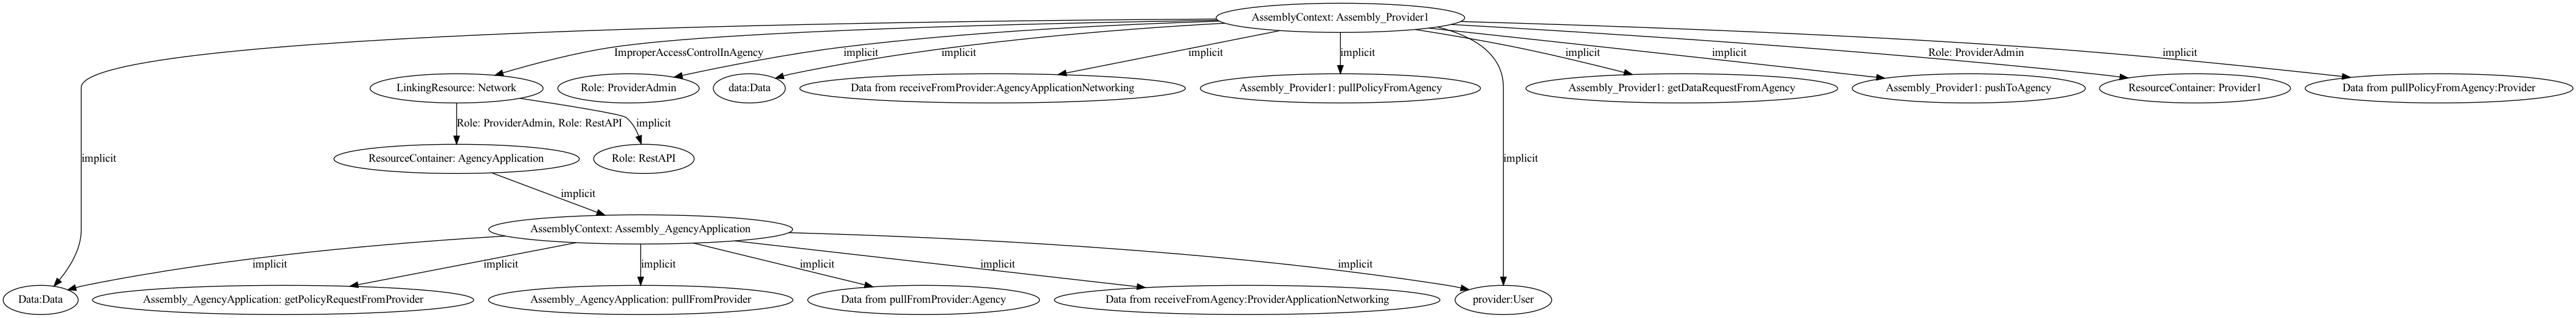 AssemblyContext: Assembly_Provider1
ImproperAccessControlInAgency
implicit
implicit
implicit
implicit
implicit
implicit
Role: ProviderAdmin
implicit
LinkingResource: Network
Role: ProviderAdmin
data:Data
Data from receiveFromProvider:AgencyApplicationNetworking
Assembly_Provider1: pullPolicyFromAgency
Assembly_Provider1: getDataRequestFromAgency
Assembly_Provider1: pushToAgency
ResourceContainer: Provider1
Data from pullPolicyFromAgency:Provider
Role: ProviderAdmin, Role: RestAPI
implicit
implicit
ResourceContainer: AgencyApplication
Role: RestAPI
implicit
implicit
AssemblyContext: Assembly_AgencyApplication
implicit
implicit
implicit
implicit
implicit
implicit
Data:Data
Assembly_AgencyApplication: getPolicyRequestFromProvider
Assembly_AgencyApplication: pullFromProvider
Data from pullFromProvider:Agency
Data from receiveFromAgency:ProviderApplicationNetworking
provider:User